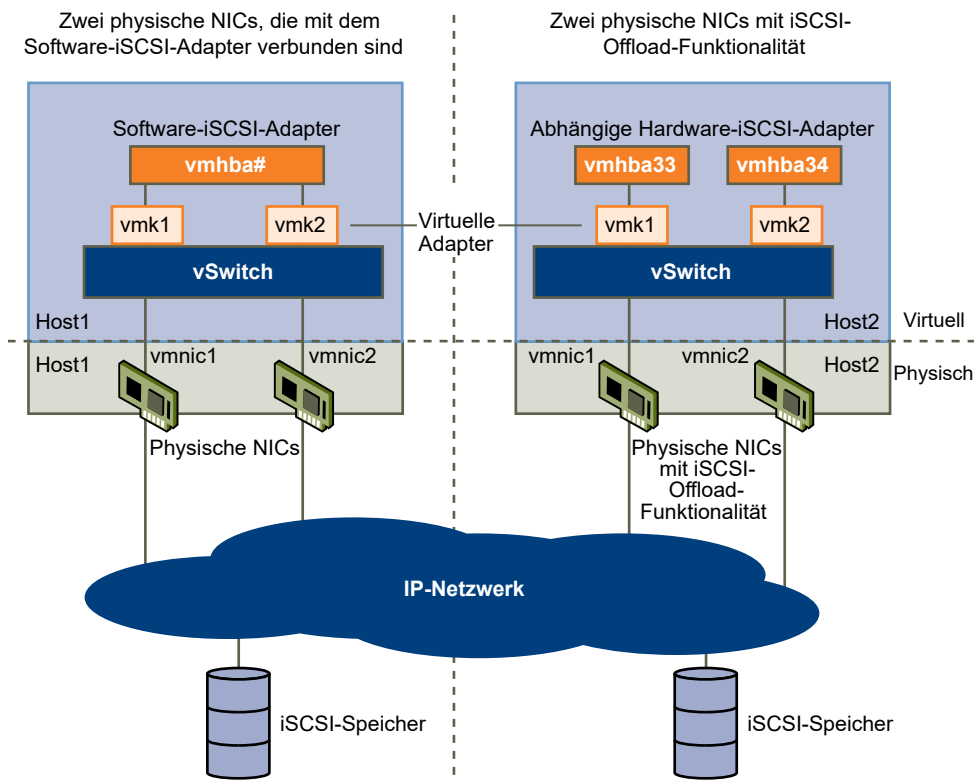 Zwei physische NICs, die mit dem
Software-iSCSI-Adapter verbunden sind
Zwei physische NICs mit iSCSI-
Offload-Funktionalität
Software-iSCSI-Adapter
vmhba#
vmk1
vmk2
vSwitch
Host1
Virtuelle
Adapter
Abhängige Hardware-iSCSI-Adapter
vmhba33
vmhba34
vmk1
vmk2
vSwitch
Host2
Virtuell
Host1
vmnic1
vmnic2
Physische NICs
vmnic1
vmnic2
Host2
Physisch
Physische NICs
mit iSCSI-
Offload-
Funktionalität
IP-Netzwerk
iSCSI-Speicher
iSCSI-Speicher